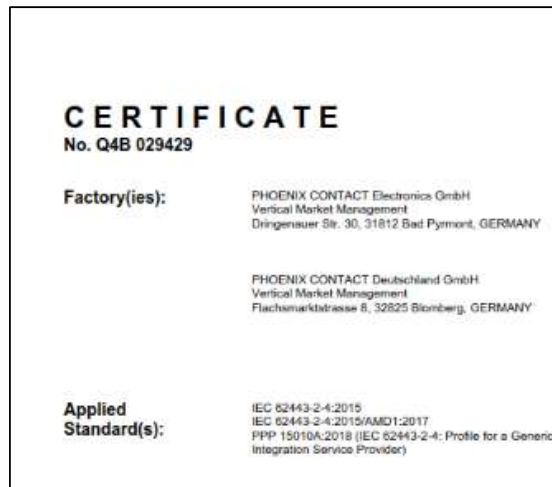 CERTIFICATE
No. Q4B 029429
Factory(ies):
PHOENIX CONTACT Electronics GmbH
Vertical Market Management
Dringenauer Str. 30, 31812 Bad Pyrmont, GERMANY
PHOENIX CONTACT Deutschland GmbH
Vertical Market Management
Flachsmarktstrasse 8, 32825 Blomberg, GERMANY
Applied
Standard(s):
IEC 62443-2-4:2015
IEC 62443-2-4:2015/AMD1:2017
PPP 15010A:2018 (IEC 62443-2-4: Profile for a Generic
Integration Service Provider)